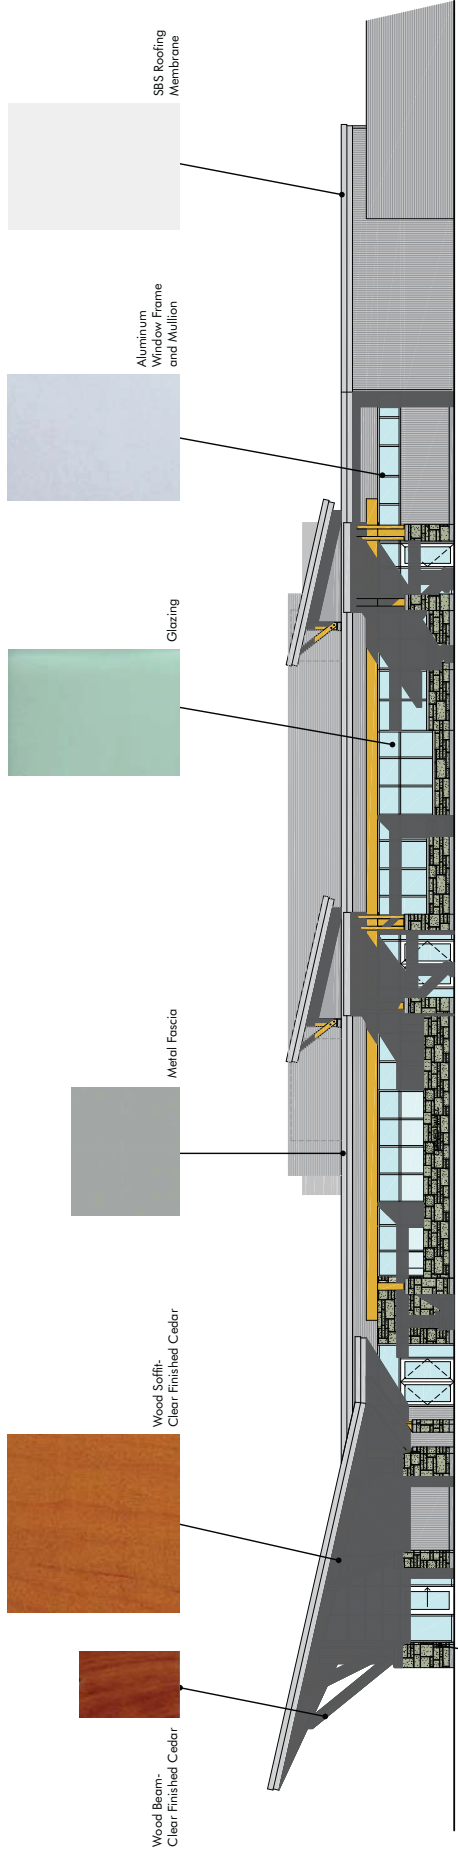 Wood Beam-
Clear Finished Cedar
Wood Soffit-
Clear Finished Cedar
Metal Fascia
Glazing
Aluminum
Window Frame
and Mullion
SBS Roofing
Membrane